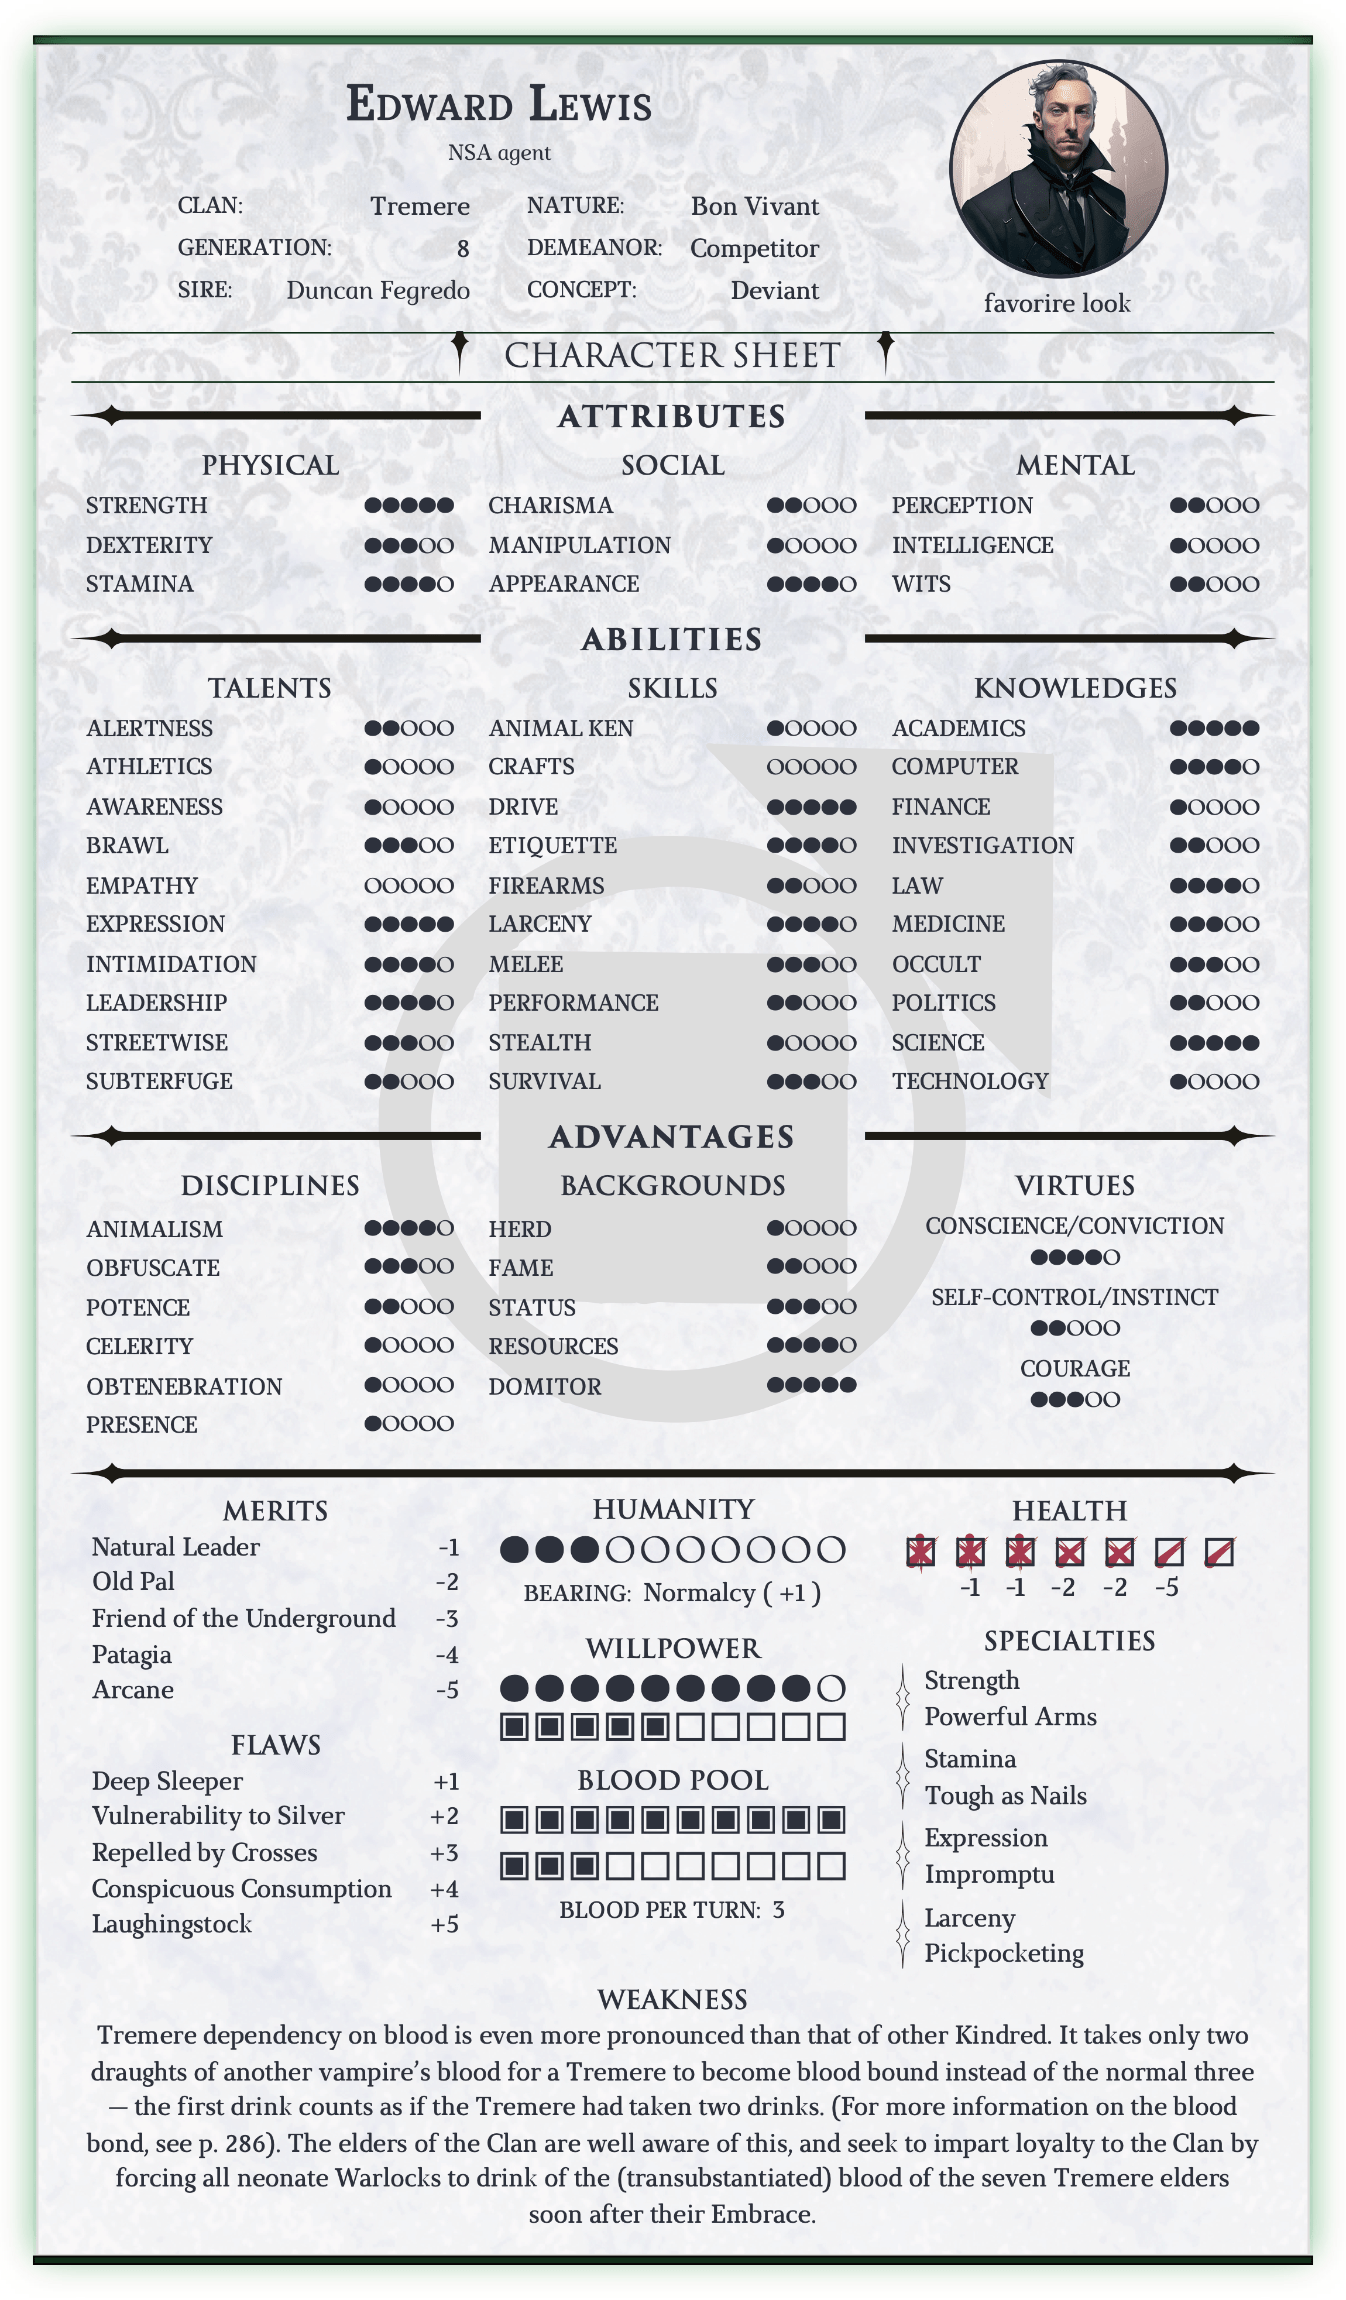 EDWARD LEWIS
NSA agent
CLAN: Tremere NATURE: Bon Vivant
GENERATION: 8 DEMEANOR: Competitor
SIRE: Duncan Fegredo CONCEPT: Deviant
favorire look
CHARACTER SHEET
ATTRIBUTES
PHYSICAL SOCIAL MENTAL
STRENGTH CHARISMA PERCEPTION
DEXTERITY MANIPULATION INTELLIGENCE
STAMINA APPEARANCE WITS
ABILITIES
TALENTS SKILLS KNOWLEDGES
ALERTNESS ANIMAL KEN ACADEMICS
ATHLETICS CRAFTS COMPUTER
AWARENESS DRIVE FINANCE
BRAWL ETIQUETTE INVESTIGATION
EMPATHY FIREARMS LAW
EXPRESSION LARCENY MEDICINE
INTIMIDATION MELEE OCCULT
LEADERSHIP PERFORMANCE POLITICS
STREETWISE STEALTH SCIENCE
SUBTERFUGE SURVIVAL TECHNOLOGY
ADVANTAGES
DISCIPLINES
ANIMALISM
OBFUSCATE
POTENCE
CELERITY
OBTENEBRATION
PRESENCE
BACKGROUNDS
HERD
FAME
STATUS
RESOURCES
DOMITOR
VIRTUES
CONSCIENCE/CONVICTION
SELF-CONTROL/INSTINCT
COURAGE
MERITS
Natural Leader -1
Old Pal -2
Friend of the Underground -3
Patagia -4
Arcane -5
FLAWS
Deep Sleeper +1
Vulnerability to Silver +2
Repelled by Crosses +3
Conspicuous Consumption +4
Laughingstock +5
HUMANITY
BEARING: Normalcy ( +1 )
WILLPOWER
BLOOD POOL
BLOOD PER TURN: 3
HEALTH
-1 -1 -2 -2 -5
SPECIALTIES
Strength
Powerful Arms
Stamina
Tough as Nails
Expression
Impromptu
Larceny
Pickpocketing
WEAKNESS
Tremere dependency on blood is even more pronounced than that of other Kindred. It takes only two
draughts of another vampire's blood for a Tremere to become blood bound instead of the normal three
— the first drink counts as if the Tremere had taken two drinks. (For more information on the blood
bond, see p. 286). The elders of the Clan are well aware of this, and seek to impart loyalty to the Clan by
forcing all neonate Warlocks to drink of the (transubstantiated) blood of the seven Tremere elders
soon after their Embrace.